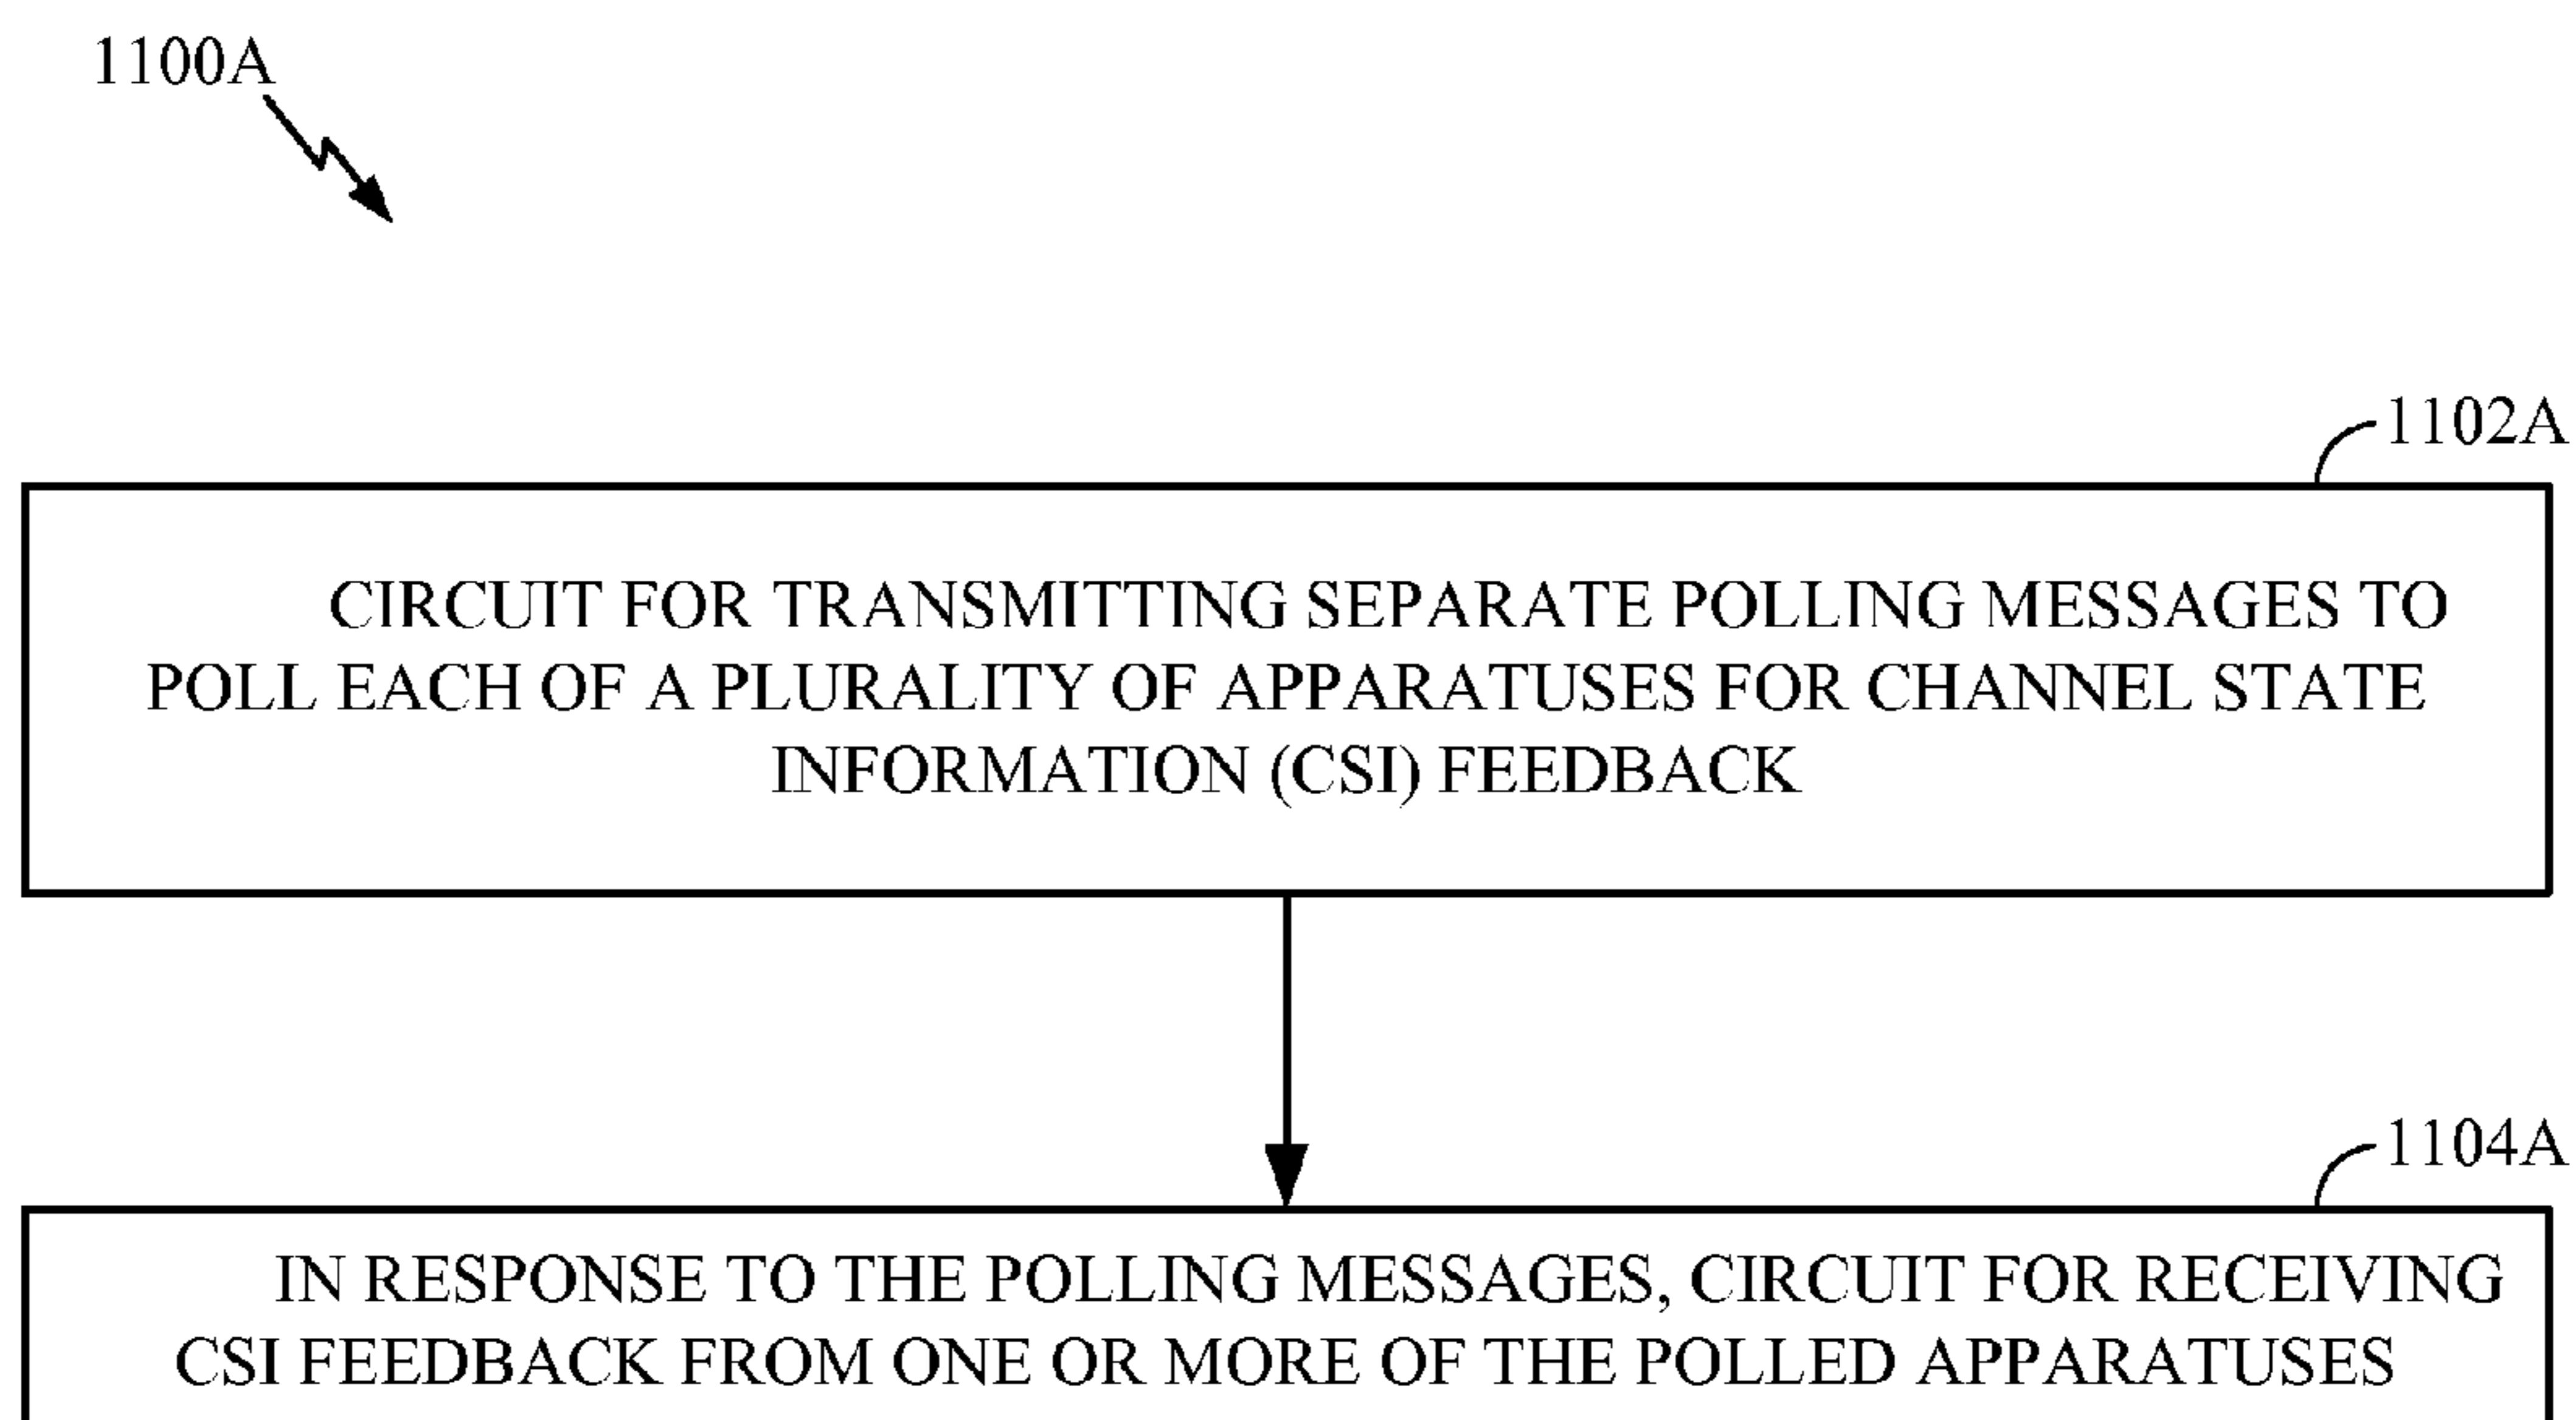 1100A
1102A
CIRCUIT FOR TRANSMITTING SEPARATE POLLING MESSAGES TO
POLL EACH OF A PLURALITY OF APPARATUSES FOR CHANNEL STATE
INFORMATION (CSI) FEEDBACK
1104A
IN RESPONSE TO THE POLLING MESSAGES, CIRCUIT FOR RECEIVING
CSI FEEDBACK FROM ONE OR MORE OF THE POLLED APPARATUSES